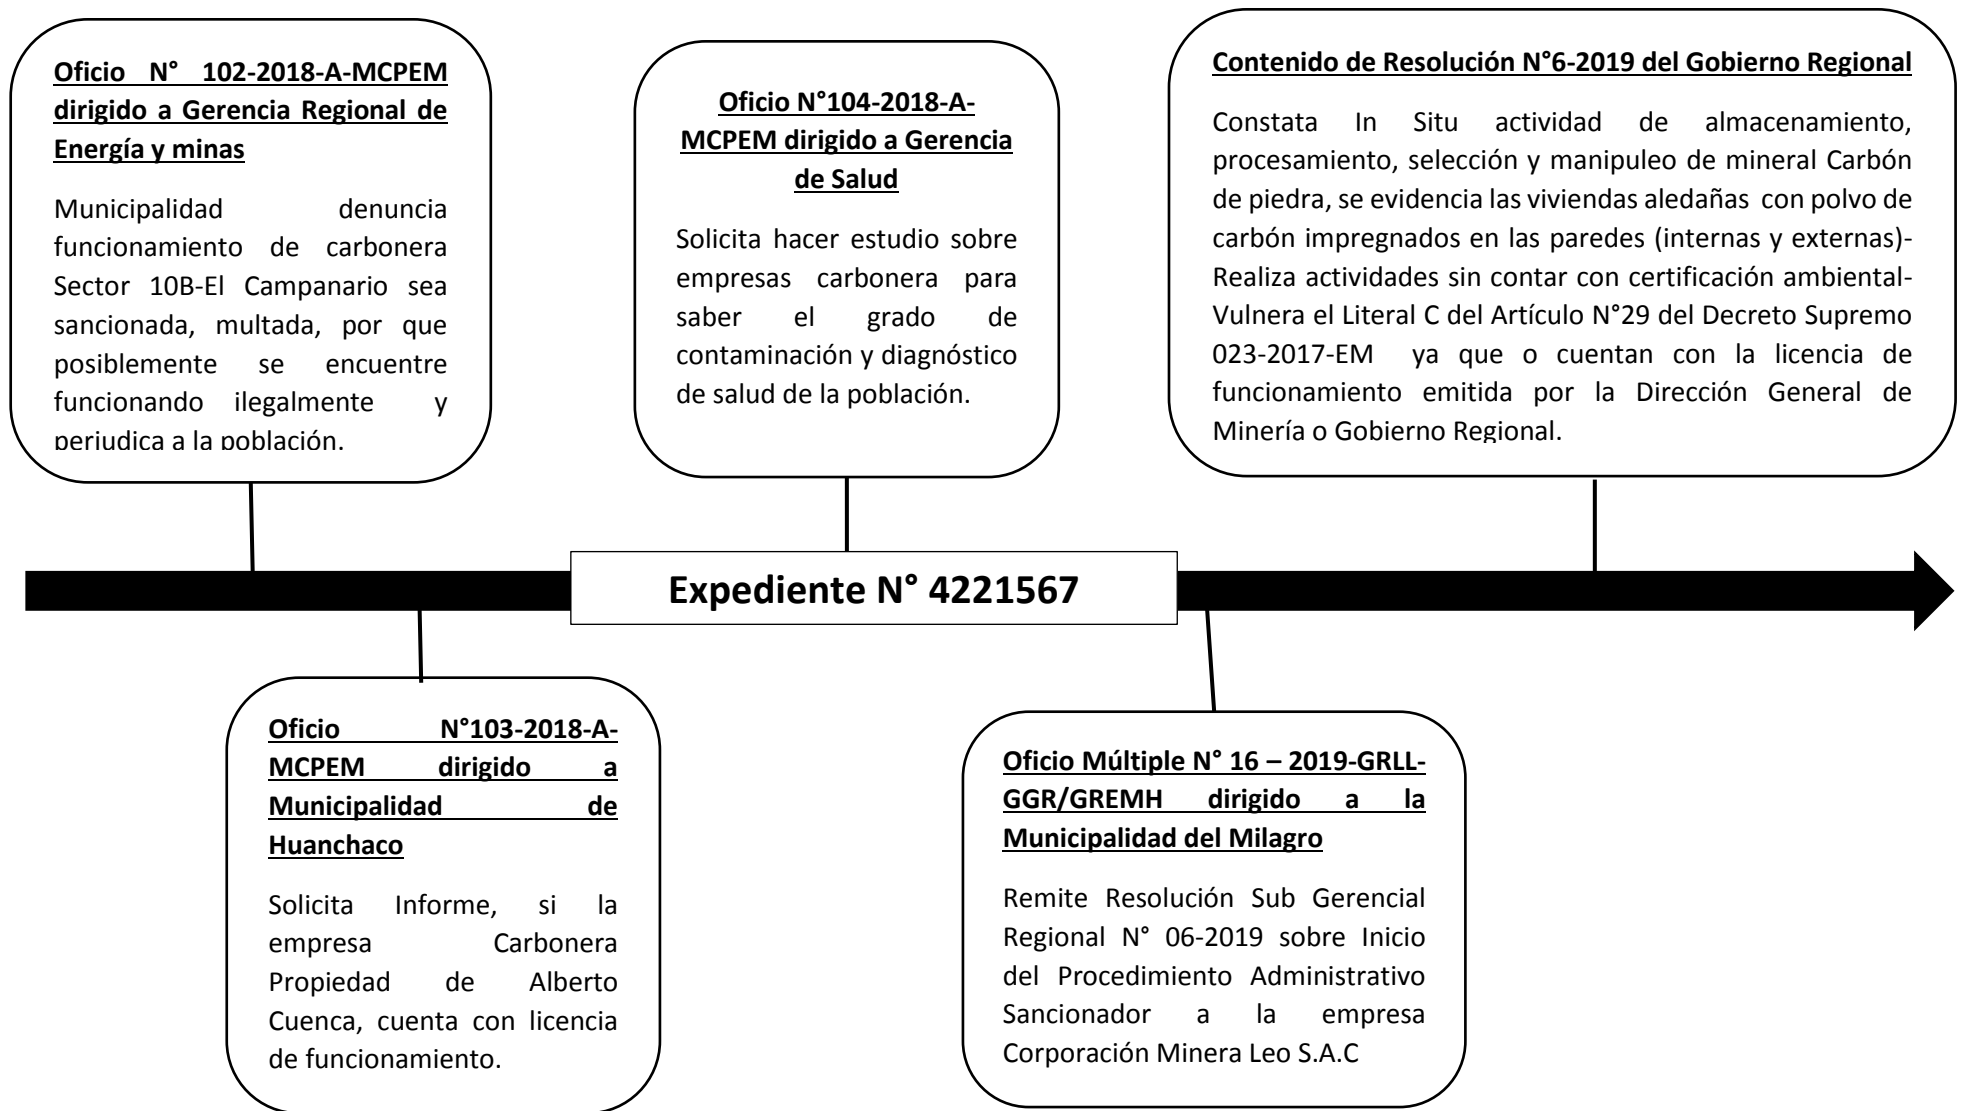 Oficio N° 102-2018-A-MCPEM
dirigido a Gerencia Regional de
Energía y minas
Municipalidad denuncia
funcionamiento de carbonera
Sector 10B-El Campanario sea
sancionada, multada, por que
posiblemente se encuentre
funcionando ilegalmente y
perjudica a la población.
Oficio N°104-2018-A-
MCPEM dirigido a Gerencia
de Salud
Solicita hacer estudio sobre
empresas carbonera para
saber el grado de
contaminación y diagnóstico
de salud de la población.
Contenido de Resolución N°6-2019 del Gobierno Regional
Constata In Situ actividad de almacenamiento,
procesamiento, selección y manipuleo de mineral Carbón
de piedra, se evidencia las viviendas aledañas con polvo de
carbón impregnados en las paredes (internas y externas)-
Realiza actividades sin contar con certificación ambiental-
Vulnera el Literal C del Artículo N°29 del Decreto Supremo
023-2017-EM ya que o cuentan con la licencia de
funcionamiento emitida por la Dirección General de
Minería o Gobierno Regional.
Expediente N° 4221567
Oficio N°103-2018-A-
MCPEM dirigido a
Municipalidad de
Huanchaco
Solicita Informe, si la
empresa Carbonera
Propiedad de Alberto
Cuenca, cuenta con licencia
de funcionamiento.
Oficio Múltiple N° 16 – 2019-GRLL-
GGR/GREMH dirigido a la
Municipalidad del Milagro
Remite Resolución Sub Gerencial
Regional N° 06-2019 sobre Inicio
del Procedimiento Administrativo
Sancionador a la empresa
Corporación Minera Leo S.A.C